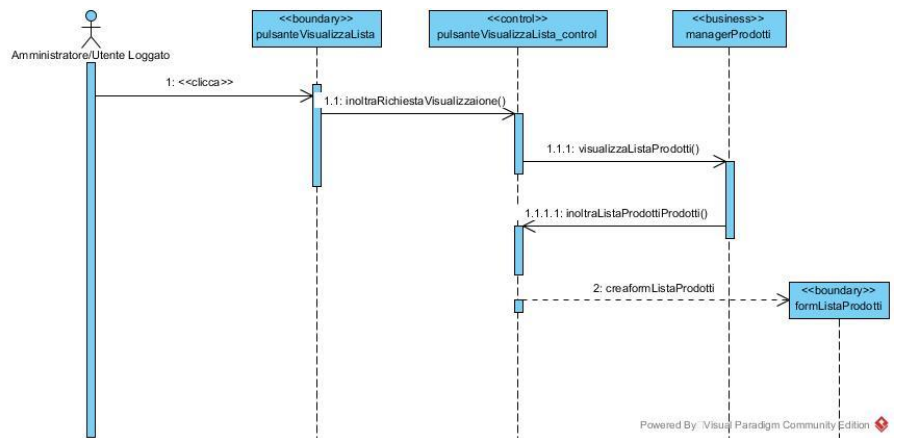 <<boundary>>
pulsanteVisualizzaLista
<<control>>
pulsanteVisualizzaLista_control
<<business>>
managerProdotti
Amministratore/Utente Loggato
1: <<clicca>>
1.1: inoltraRichiestaVisualizzaione()
1.1.1: visualizzaListaProdotti()
1.1.1.1: inoltraListaProdottiProdotti()
2: creaformListaProdotti
<<boundary>>
formListaProdotti
Powered By Visual Paradigm Community Edition